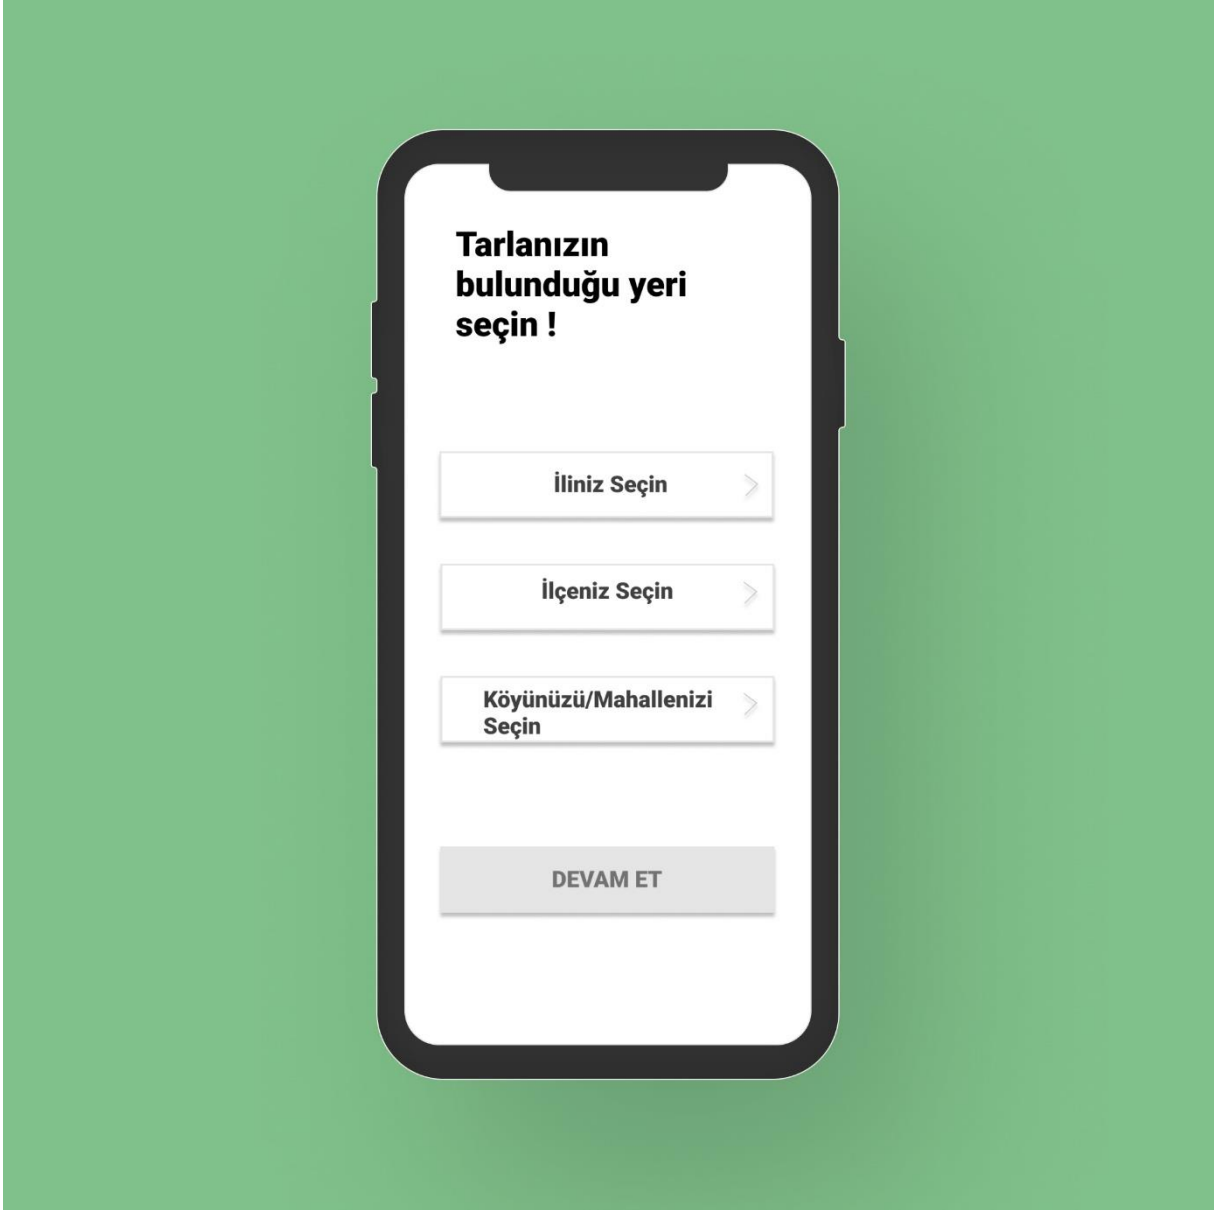 Tarlanızın
bulunduğu yeri
seçin !
İliniz Seçin
İlçeniz Seçin
Köyünüzü/Mahallenizi
Seçin
DEVAM ET